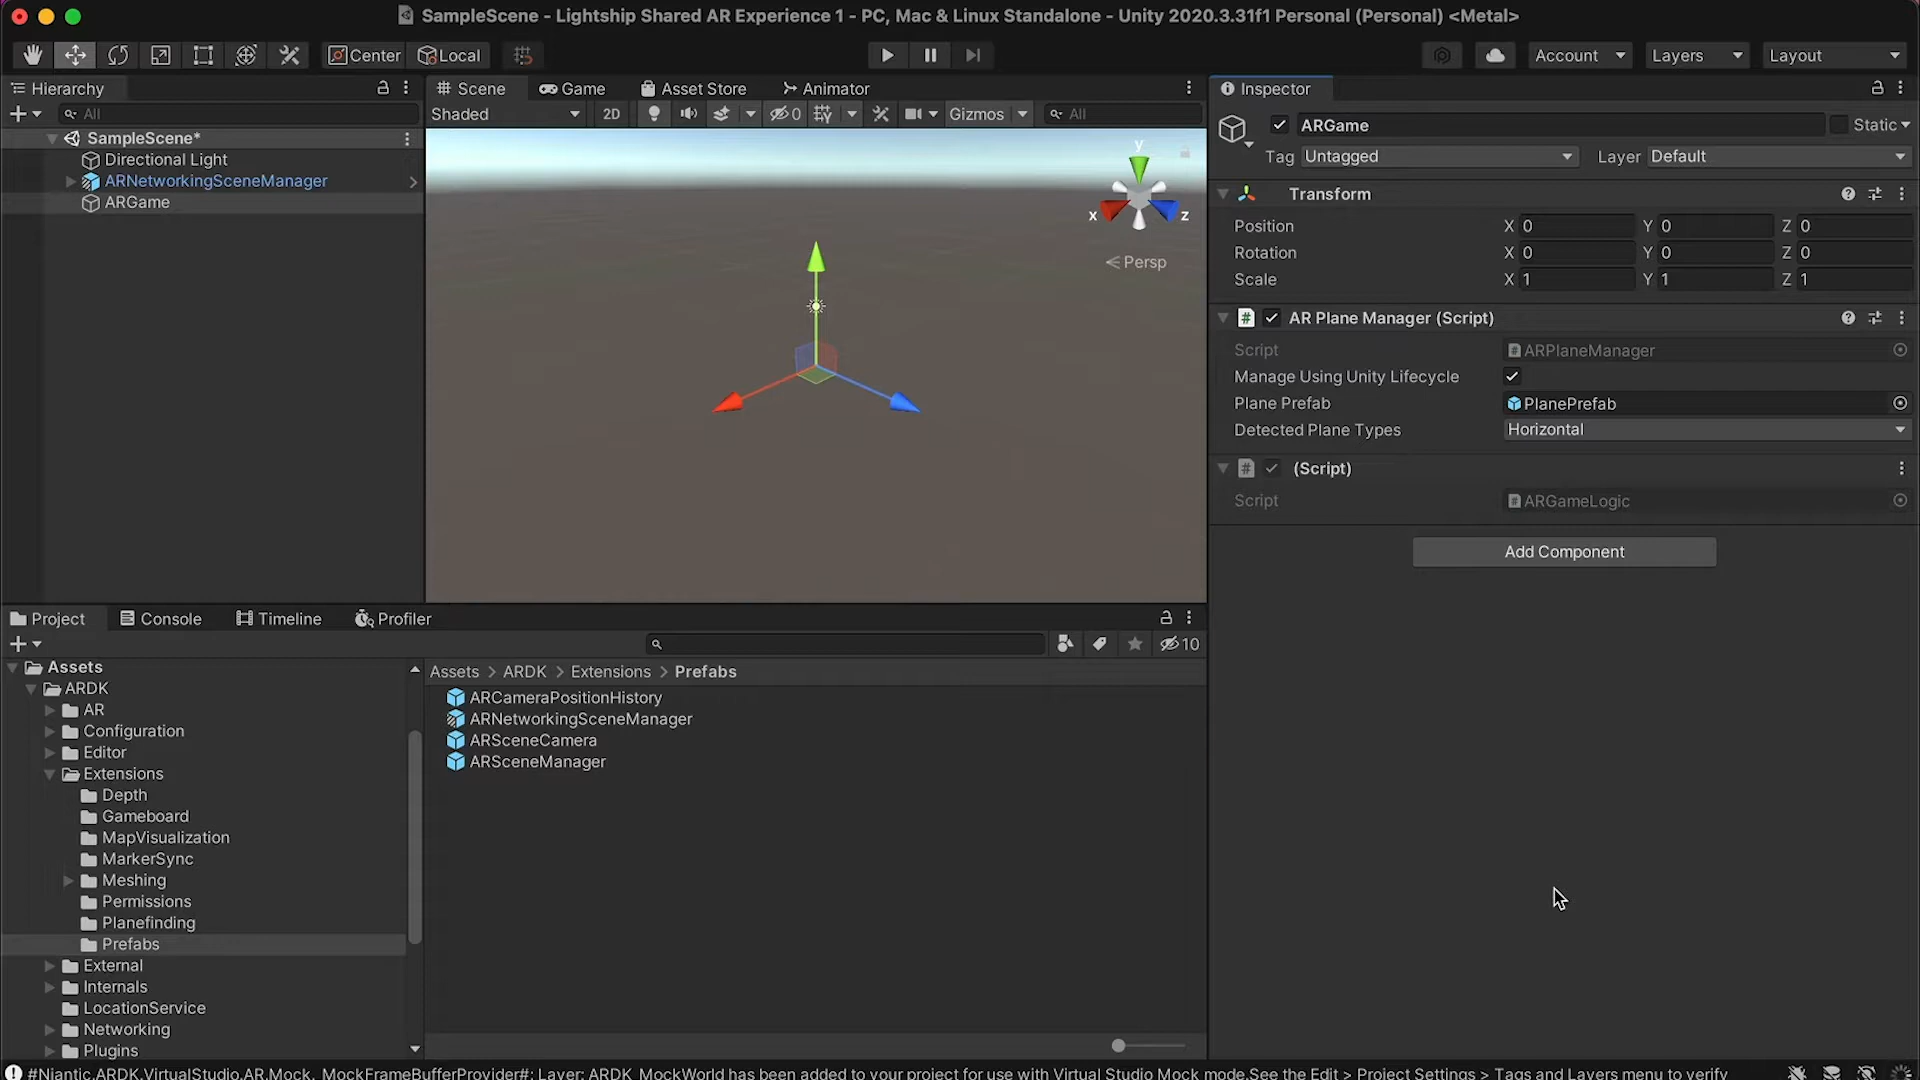 SampleScene - Lightship Shared AR Experience 1 - PC, Mac & Linux Standalone - Unity 2020.3.31f1 Personal (Personal) <Metal>
Center Local Account Layers Layout
Hierarchy
All
SampleScene*
Directional Light
ARNetworkingSceneManager
ARGame
Scene Game Asset Store Animator
Shaded 2D 0 Gizmos All
y
x z
Persp
Inspector
ARGame Static
Tag Untagged Layer Default
Transform
Position X 0 Y 0 Z 0
Rotation X 0 Y 0 Z 0
Scale X 1 Y 1 Z 1
AR Plane Manager (Script)
Script ARPlaneManager
Manage Using Unity Lifecycle
Plane Prefab PlanePrefab
Detected Plane Types Horizontal
(Script)
Script ARGameLogic
Add Component
Project Console Timeline Profiler
10
Assets
ARDK
AR
Configuration
Editor
Extensions
Depth
Gameboard
MapVisualization
MarkerSync
Meshing
Permissions
Planefinding
Prefabs
External
Internals
LocationService
Networking
Plugins
Assets > ARDK > Extensions > Prefabs
ARCameraPositionHistory
ARNetworkingSceneManager
ARSceneCamera
ARSceneManager
#Niantic.ARDK.VirtualStudio.AR.Mock._MockFrameBufferProvider#: Layer: ARDK_MockWorld has been added to your project for use with Virtual Studio Mock mode.See the Edit > Project Settings > Tags and Layers menu to verify